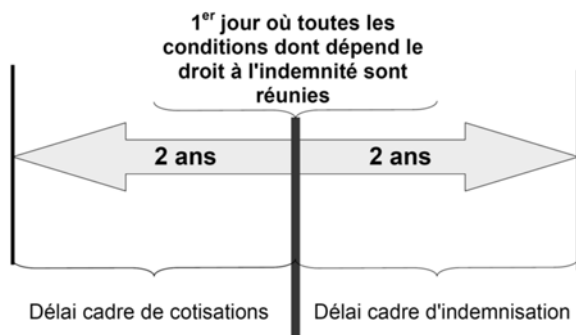 1er jour où toutes les
conditions dont dépend le
droit à l'indemnité sont
réunies
2 ans
2 ans
Délai cadre de cotisations
Délai cadre d'indemnisation